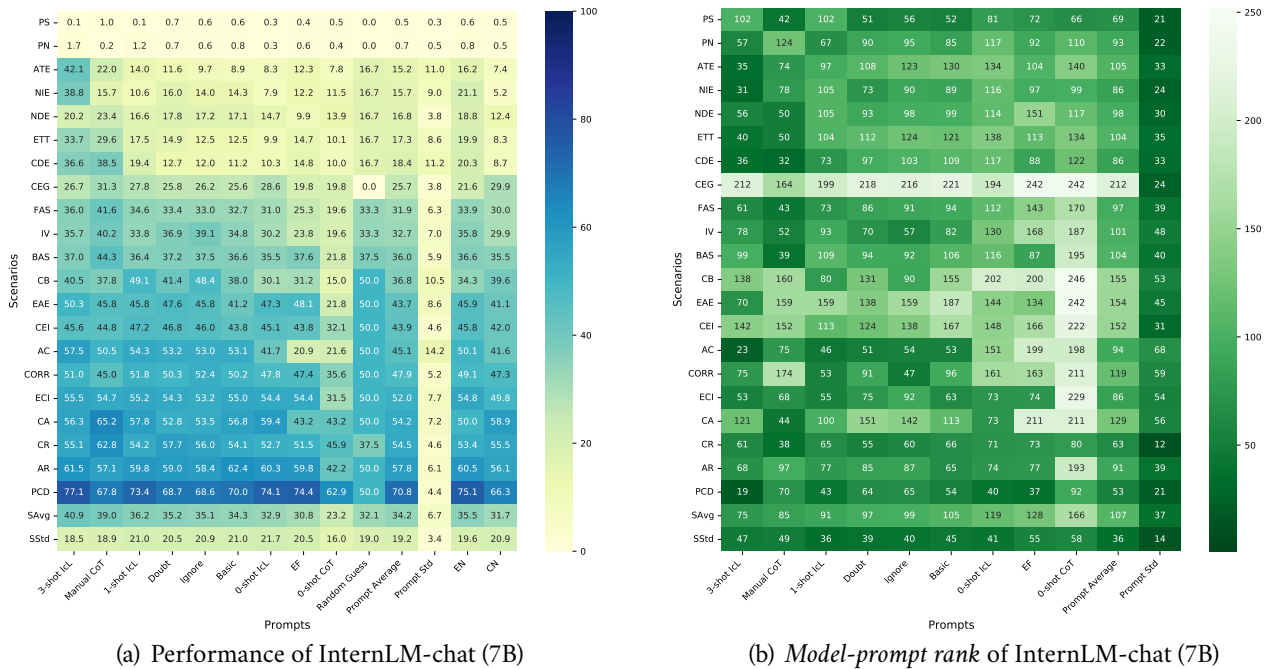 PS 0.1 1.0 0.1 0.7 0.6 0.6 0.3 0.3 0.6 0.0 0.5 0.3 0.8 0.5
PN 1.7 0.2 1.2 0.7 0.6 0.8 0.3 0.6 0.4 0.0 0.7 0.5 0.8 0.5
ATE 42.1 22.0 14.0 11.6 9.7 8.9 8.3 12.3 7.8 16.7 15.2 11.0 16.2 7.4
NIE 38.8 15.7 10.6 16.0 14.0 14.3 7.9 12.2 11.5 16.7 15.7 9.0 21.1 5.2
NDE 20.2 23.4 16.6 17.8 17.2 17.1 14.7 9.9 13.9 16.7 16.8 3.8 18.8 12.4
ETT 33.7 29.6 17.5 14.9 12.5 12.5 9.9 14.7 10.1 16.7 17.3 8.6 19.9 8.3
CDE 36.6 38.5 19.4 12.7 12.0 11.2 10.3 14.8 10.0 16.7 18.4 11.2 20.3 8.7
CEG 26.7 31.3 27.8 25.8 26.2 25.6 28.6 19.8 19.8 0.0 25.7 3.8 21.6 29.9
FAS 36.0 41.6 34.6 33.4 33.0 32.7 31.0 25.3 19.6 33.3 31.9 6.3 33.9 30.0
IV 35.7 40.2 33.8 36.9 39.1 34.8 30.2 23.8 19.6 33.3 32.7 7.0 35.8 29.9
BAS 37.0 44.3 36.4 37.2 37.5 36.6 35.5 37.6 21.8 37.5 36.0 5.9 36.6 35.5
CB 40.5 37.8 49.1 41.4 48.4 38.0 30.1 31.2 15.0 50.0 36.8 10.5 34.3 39.6
EAE 50.3 45.8 45.8 47.6 45.8 41.2 47.3 48.1 21.8 50.0 43.7 8.6 45.9 41.1
CEI 45.6 44.8 47.2 46.8 46.0 43.8 45.1 43.8 32.1 50.0 43.9 4.6 45.8 42.0
AC 57.5 50.5 54.3 53.2 53.0 53.1 41.7 20.9 21.6 50.0 45.1 14.2 50.1 41.6
CORR 51.0 45.0 51.8 50.3 52.4 50.2 47.8 47.4 35.6 50.0 47.9 5.2 49.1 47.3
ECI 55.5 54.7 55.2 54.3 53.2 55.0 54.4 54.4 31.5 50.0 52.0 7.7 54.8 49.8
CA 56.3 65.2 57.8 52.8 53.5 56.8 59.4 43.2 43.2 50.0 54.2 7.2 50.0 58.9
CR 55.0 62.8 54.2 57.7 56.0 54.1 52.7 51.5 45.9 37.5 54.5 4.6 53.4 55.5
AR 61.5 57.1 59.8 59.0 58.4 62.4 60.3 59.8 42.2 50.0 57.8 6.1 60.5 56.1
PCD 77.1 67.8 73.4 68.7 68.6 70.0 74.1 74.4 62.9 50.0 70.8 4.4 75.1 66.3
SAvg 40.9 39.0 36.2 35.2 35.1 34.3 32.9 30.8 23.2 32.1 34.2 6.7 35.5 31.7
SStd 18.5 18.9 21.0 20.5 20.9 21.0 21.7 20.5 16.0 19.0 19.2 3.4 19.6 20.9
Scenarios
3-shot IcL Manual CoT 1-shot IcL Doubt Ignore Basic 0-shot IcL EF 0-shot CoT Random Guess Prompt Average Prompt Std EN CN
Prompts
100
80
60
40
20
0
(a) Performance of InternLM-chat (7B)
PS 102 42 102 51 56 52 81 72 66 69 21
PN 57 124 67 90 95 85 117 92 110 93 22
ATE 35 74 97 108 123 130 134 104 140 105 33
NIE 31 78 105 73 90 89 116 97 99 86 24
NDE 56 50 105 93 98 99 114 151 117 98 30
ETT 40 50 104 112 124 121 138 113 134 104 35
CDE 36 32 73 97 103 109 117 88 122 86 33
CEG 212 164 199 218 216 221 194 242 242 212 24
FAS 61 43 73 86 91 94 112 143 170 97 39
IV 78 52 93 70 57 82 130 168 187 101 48
BAS 99 39 109 94 92 106 116 87 195 104 40
CB 138 160 80 131 90 155 202 200 246 155 53
EAE 70 159 159 138 159 187 144 134 242 154 45
CEI 142 152 113 124 138 167 148 166 222 152 31
AC 23 75 46 51 54 53 151 199 198 94 68
CORR 75 174 53 91 47 96 161 163 211 119 59
ECI 53 68 55 75 92 63 73 74 229 86 54
CA 121 44 100 151 142 113 73 211 211 129 56
CR 61 38 65 55 60 66 71 73 80 63 12
AR 68 97 77 85 87 65 74 77 193 91 39
PCD 19 70 43 64 65 54 40 37 92 53 21
SAvg 75 85 91 97 99 105 119 128 166 107 37
SStd 47 49 36 39 40 45 41 55 58 36 14
Scenarios
3-shot IcL Manual CoT 1-shot IcL Doubt Ignore Basic 0-shot IcL EF 0-shot CoT Prompt Average Prompt Std
Prompts
250
200
150
100
50
(b) Model-prompt rank of InternLM-chat (7B)